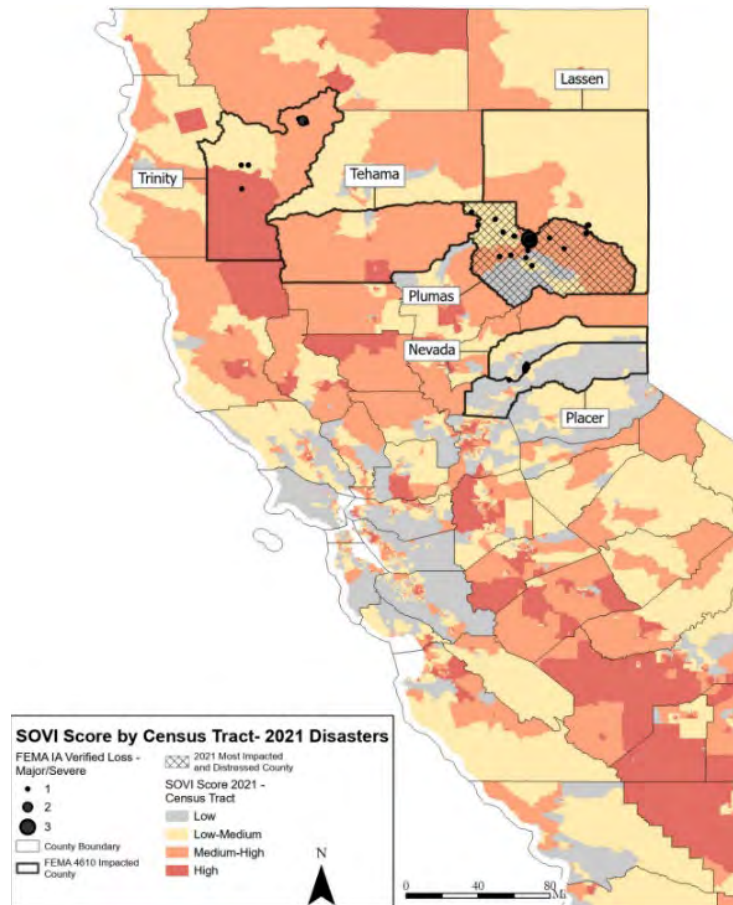 Lassen
Tehama
Trinity
Plumas
Nevada
Placer
SOVI Score by Census Tract- 2021 Disasters
FEMA IA Verified Loss -
Major/Severe
1
2
3
County Boundary
FEMA 4610 Impacted
County
2021 Most Impacted
and Distressed County
SOVI Score 2021 -
Census Tract
Low
Low-Medium
Medium-High
High
N
0 40 80
Mi